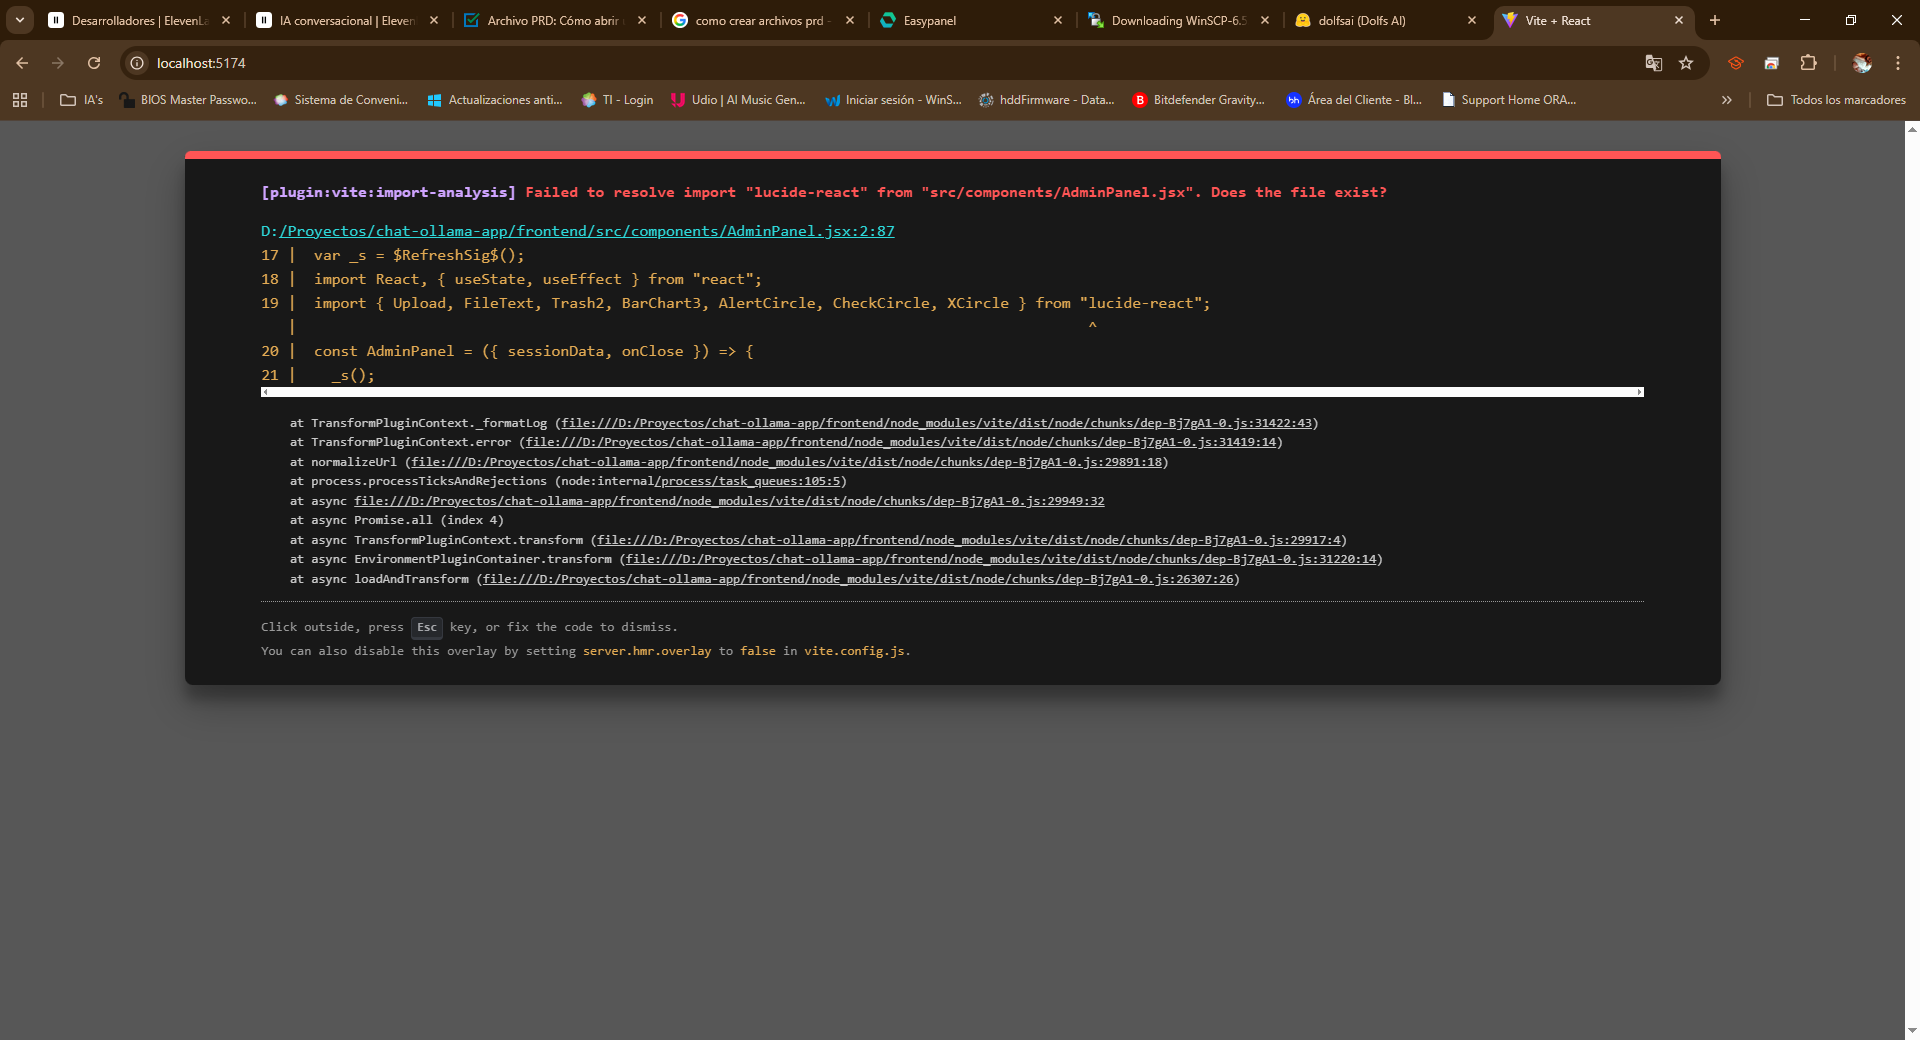 Desarrolladores | ElevenLa
IA conversacional | Eleven
Archivo PRD: Cómo abrir
como crear archivos prd -
Easypanel
Downloading WinSCP-6.5
dolfsai (Dolfs AI)
Vite + React
localhost:5174
IA's
BIOS Master Passwo...
Sistema de Conveni...
Actualizaciones anti...
TI - Login
Udio | AI Music Gen...
Iniciar sesión - WinS...
hddFirmware - Data...
Bitdefender Gravity...
Área del Cliente - Bl...
Support Home ORA...
Todos los marcadores
[plugin:vite:import-analysis] Failed to resolve import "lucide-react" from "src/components/AdminPanel.jsx". Does the file exist?
D:/Proyectos/chat-ollama-app/frontend/src/components/AdminPanel.jsx:2:87
17 |  var _s = $RefreshSig$();
18 |  import React, { useState, useEffect } from "react";
19 |  import { Upload, FileText, Trash2, BarChart3, AlertCircle, CheckCircle, XCircle } from "lucide-react";
   |                                                                                          ^
20 |  const AdminPanel = ({ sessionData, onClose }) => {
21 |    _s();
at TransformPluginContext._formatLog (file:///D:/Proyectos/chat-ollama-app/frontend/node_modules/vite/dist/node/chunks/dep-Bj7gA1-0.js:31422:43)
at TransformPluginContext.error (file:///D:/Proyectos/chat-ollama-app/frontend/node_modules/vite/dist/node/chunks/dep-Bj7gA1-0.js:31419:14)
at normalizeUrl (file:///D:/Proyectos/chat-ollama-app/frontend/node_modules/vite/dist/node/chunks/dep-Bj7gA1-0.js:29891:18)
at process.processTicksAndRejections (node:internal/process/task_queues:105:5)
at async file:///D:/Proyectos/chat-ollama-app/frontend/node_modules/vite/dist/node/chunks/dep-Bj7gA1-0.js:29949:32
at async Promise.all (index 4)
at async TransformPluginContext.transform (file:///D:/Proyectos/chat-ollama-app/frontend/node_modules/vite/dist/node/chunks/dep-Bj7gA1-0.js:29917:4)
at async EnvironmentPluginContainer.transform (file:///D:/Proyectos/chat-ollama-app/frontend/node_modules/vite/dist/node/chunks/dep-Bj7gA1-0.js:31220:14)
at async loadAndTransform (file:///D:/Proyectos/chat-ollama-app/frontend/node_modules/vite/dist/node/chunks/dep-Bj7gA1-0.js:26307:26)
Click outside, press Esc key, or fix the code to dismiss.
You can also disable this overlay by setting server.hmr.overlay to false in vite.config.js.